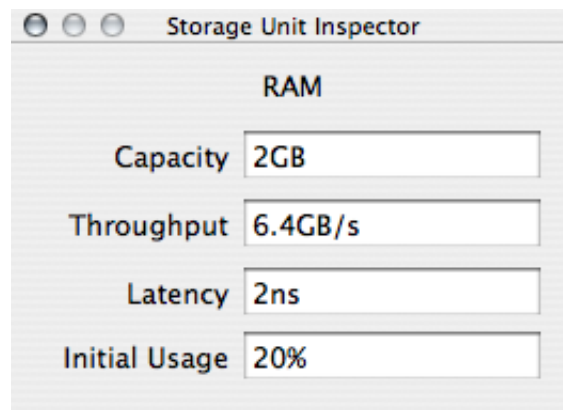 Storage Unit Inspector
RAM
Capacity 2GB
Throughput 6.4GB/s
Latency 2ns
Initial Usage 20%